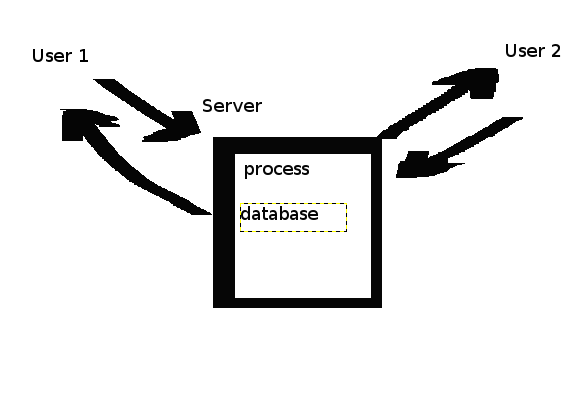 User 1
User 2
Server
process
database